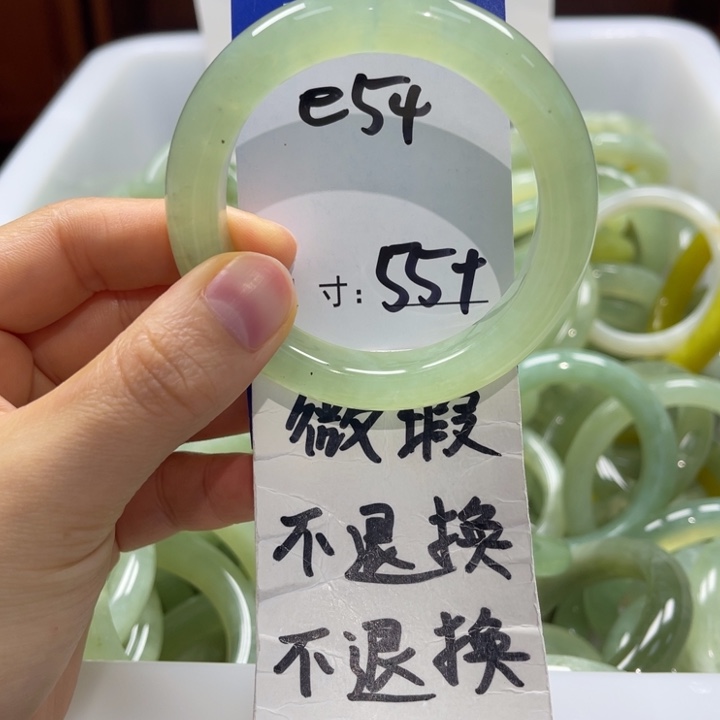 e54
寸: 55+
微瑕
不退换
不退换